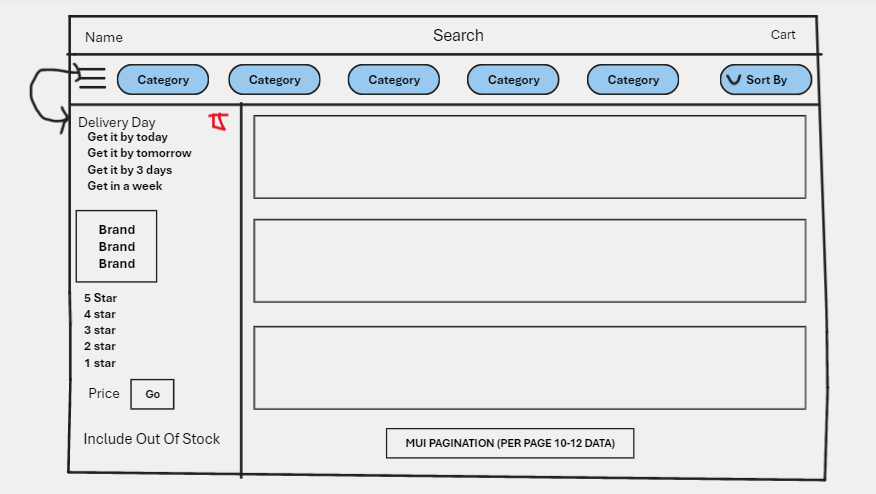 Name
Search
Cart
Category
Category
Category
Category
Category
Sort By
Delivery Day
Get it by today
Get it by tomorrow
Get it by 3 days
Get in a week
Brand
Brand
Brand
5 Star
4 star
3 star
2 star
1 star
Price
Go
Include Out Of Stock
MUI PAGINATION (PER PAGE 10-12 DATA)